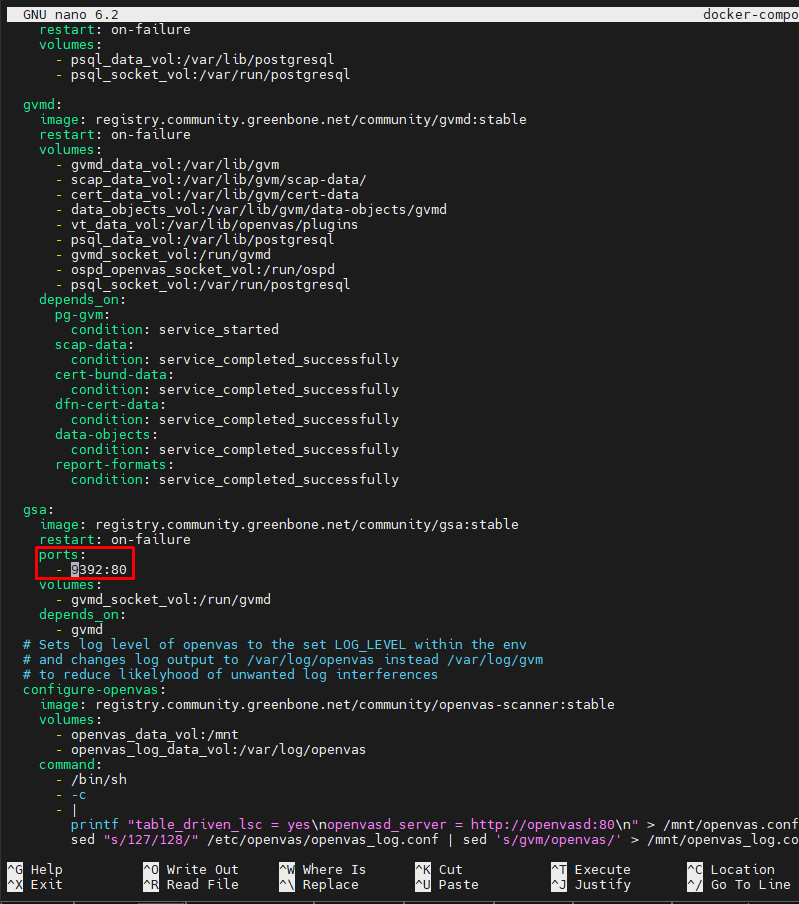 GNU nano 6.2 docker-compo
restart: on-failure
volumes:
- psql_data_vol:/var/lib/postgresql
- psql_socket_vol:/var/run/postgresql
gvmd:
image: registry.community.greenbone.net/community/gvmd:stable
restart: on-failure
volumes:
- gvmd_data_vol:/var/lib/gvm
- scap_data_vol:/var/lib/gvm/scap-data/
- cert_data_vol:/var/lib/gvm/cert-data
- data_objects_vol:/var/lib/gvm/data-objects/gvmd
- vt_data_vol:/var/lib/openvas/plugins
- psql_data_vol:/var/lib/postgresql
- gvmd_socket_vol:/run/gvmd
- ospd_openvas_socket_vol:/run/ospd
- psql_socket_vol:/var/run/postgresql
depends_on:
pg-gvm:
condition: service_started
scap-data:
condition: service_completed_successfully
cert-bund-data:
condition: service_completed_successfully
dfn-cert-data:
condition: service_completed_successfully
data-objects:
condition: service_completed_successfully
report-formats:
condition: service_completed_successfully
gsa:
image: registry.community.greenbone.net/community/gsa:stable
restart: on-failure
ports:
- 9392:80
volumes:
- gvmd_socket_vol:/run/gvmd
depends_on:
- gvmd
# Sets log level of openvas to the set LOG_LEVEL within the env
# and changes log output to /var/log/openvas instead /var/log/gvm
# to reduce likelyhood of unwanted log interferences
configure-openvas:
image: registry.community.greenbone.net/community/openvas-scanner:stable
volumes:
- openvas_data_vol:/mnt
- openvas_log_data_vol:/var/log/openvas
command:
- /bin/sh
- -c
- |
printf "table_driven_lsc = yes\nopenvasd_server = http://openvasd:80\n" > /mnt/openvas.conf
sed "s/127/128/" /etc/openvas/openvas_log.conf | sed 's/gvm/openvas/' > /mnt/openvas_log.co
^G Help ^O Write Out ^W Where Is ^K Cut ^T Execute ^C Location
^X Exit ^R Read File ^\ Replace ^U Paste ^J Justify ^/ Go To Line